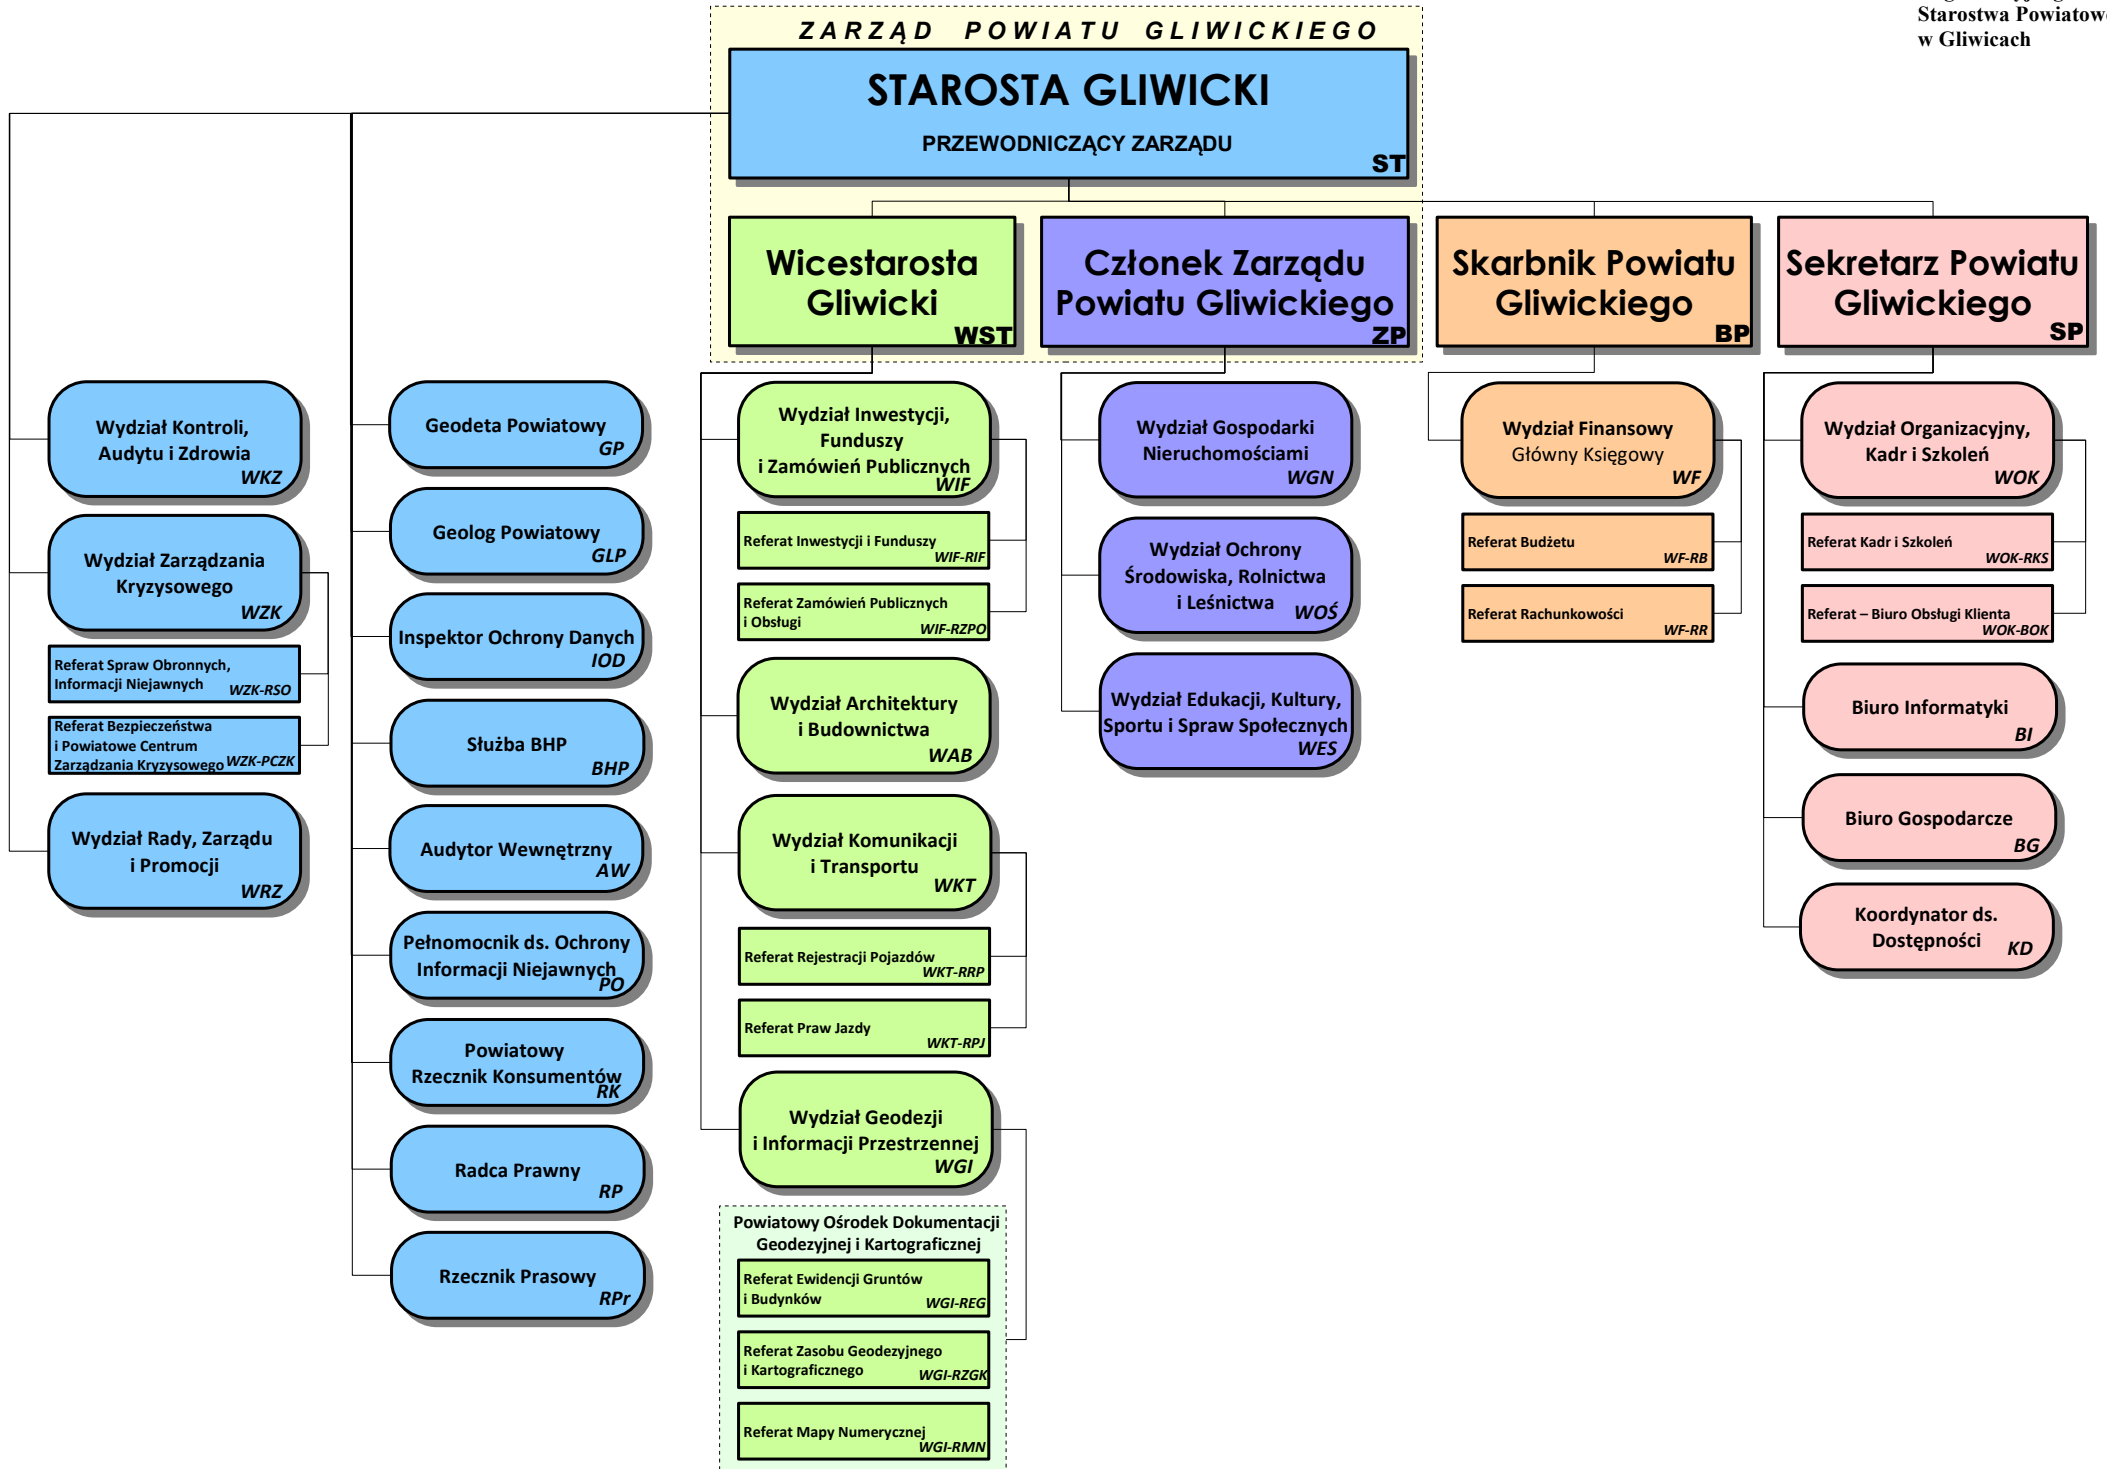 Starostwa
w Gliwicach
ZARZĄD POWIATU GLIWICKIEGO
STAROSTA GLIWICKI
PRZEWODNICZĄCY ZARZĄDU
ST
Wicestarosta
Gliwicki
WST
Członek Zarządu
Powiatu Gliwickiego
ZP
Skarbnik Powiatu
Gliwickiego
BP
Sekretarz Powiatu
Gliwickiego
SP
Wydział Kontroli,
Audytu i Zdrowia
WKZ
Wydział Zarządzania
Kryzysowego
WZK
Referat Spraw Obronnych,
Informacji Niejawnych WZK-RSO
Referat Bezpieczeństwa
i Powiatowe Centrum
Zarządzania Kryzysowego WZK-PCZK
Wydział Rady, Zarządu
i Promocji
WRZ
Geodeta Powiatowy
GP
Geolog Powiatowy
GLP
Inspektor Ochrony Danych
IOD
Służba BHP
BHP
Audytor Wewnętrzny
AW
Pełnomocnik ds. Ochrony
Informacji Niejawnych
PO
Powiatowy
Rzecznik Konsumentów
RK
Radca Prawny
RP
Rzecznik Prasowy
RPr
Wydział Inwestycji,
Funduszy
i Zamówień Publicznych
WIF
Referat Inwestycji i Funduszy
WIF-RIF
Referat Zamówień Publicznych
i Obsługi WIF-RZPO
Wydział Architektury
i Budownictwa
WAB
Wydział Komunikacji
i Transportu
WKT
Referat Rejestracji Pojazdów
WKT-RRP
Referat Praw Jazdy
WKT-RPJ
Wydział Geodezji
i Informacji Przestrzennej
WGI
Powiatowy Ośrodek Dokumentacji
Geodezyjnej i Kartograficznej
Referat Ewidencji Gruntów
i Budynków WGI-REG
Referat Zasobu Geodezyjnego
i Kartograficznego WGI-RZGK
Referat Mapy Numerycznej
WGI-RMN
Wydział Gospodarki
Nieruchomościami
WGN
Wydział Ochrony
Środowiska, Rolnictwa
i Leśnictwa WOŚ
Wydział Edukacji, Kultury,
Sportu i Spraw Społecznych
WES
Wydział Finansowy
Główny Księgowy
WF
Referat Budżetu
WF-RB
Referat Rachunkowości
WF-RR
Wydział Organizacyjny,
Kadr i Szkoleń
WOK
Referat Kadr i Szkoleń
WOK-RKS
Referat – Biuro Obsługi Klienta
WOK-BOK
Biuro Informatyki
BI
Biuro Gospodarcze
BG
Koordynator ds.
Dostępności KD